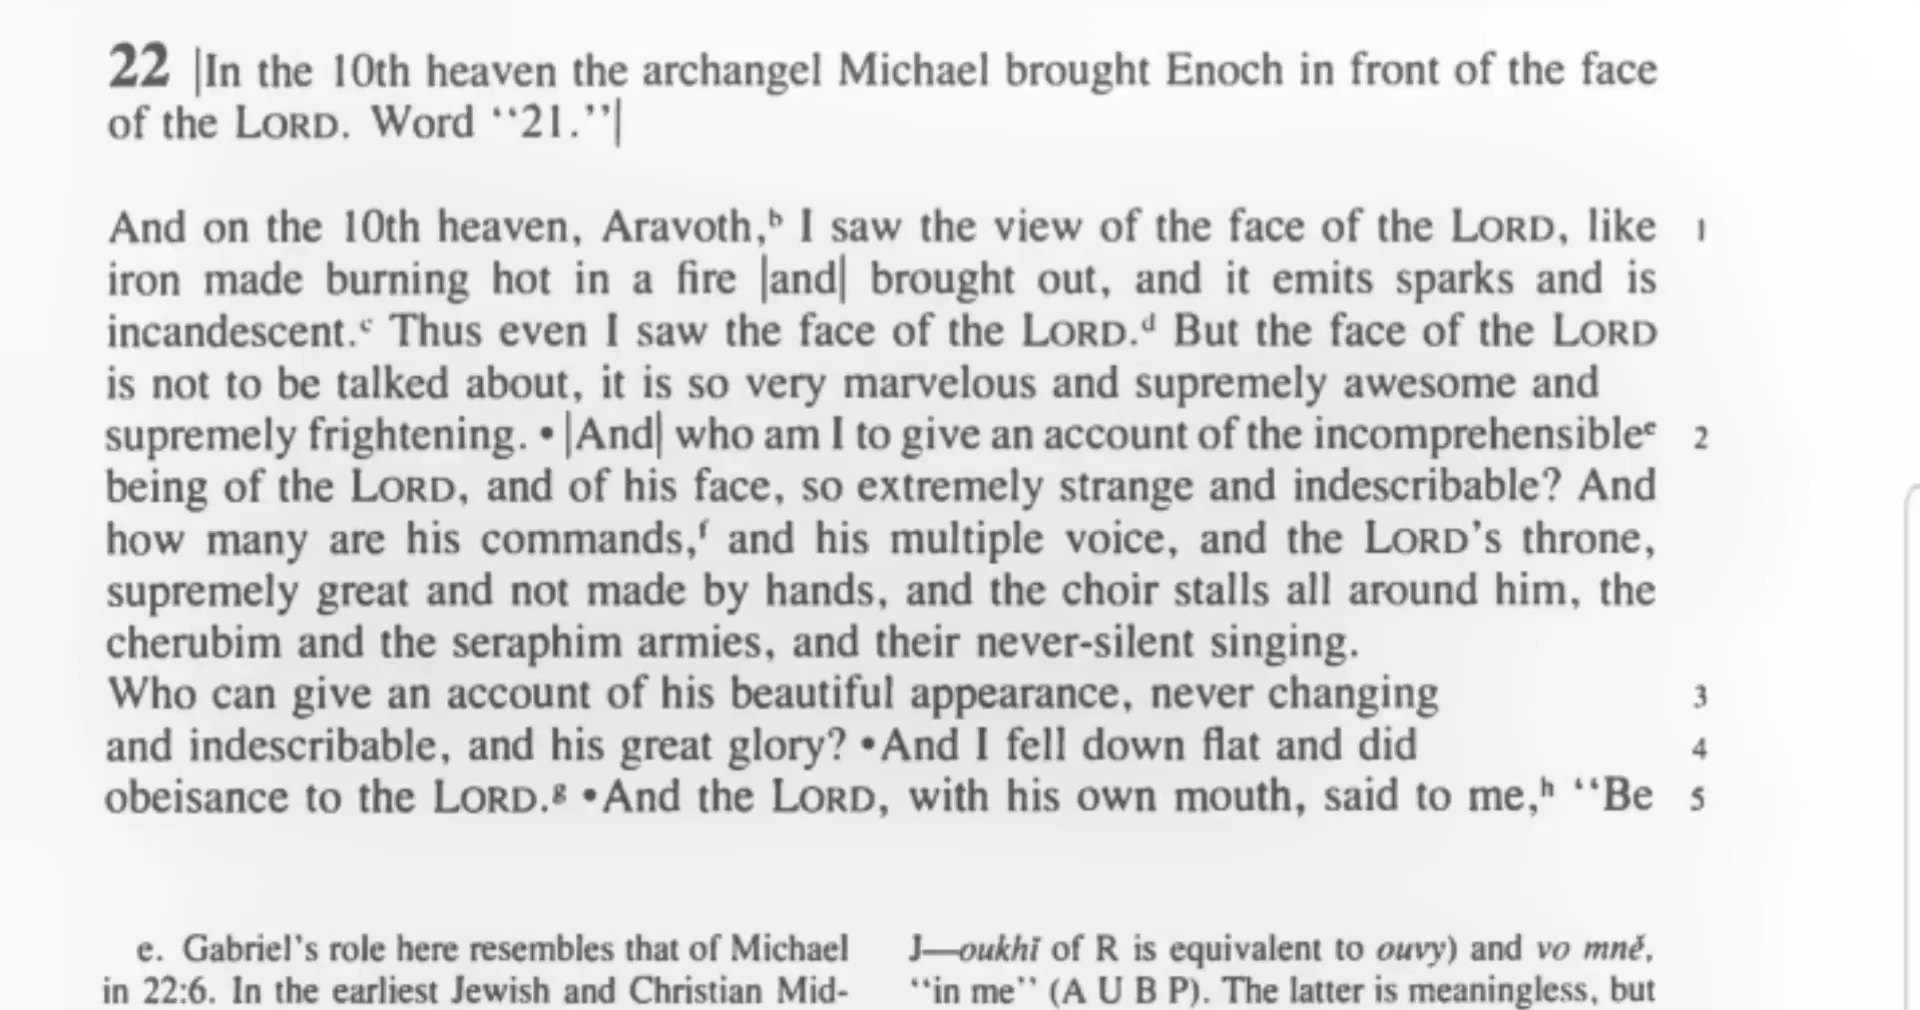 22 |In the 10th heaven the archangel Michael brought Enoch in front of the face
of the LORD. Word “21.”|
And on the 10th heaven, Aravoth,ᵇ I saw the view of the face of the LORD, like 1
iron made burning hot in a fire |and| brought out, and it emits sparks and is
incandescent.ᶜ Thus even I saw the face of the LORD.ᵈ But the face of the LORD
is not to be talked about, it is so very marvelous and supremely awesome and
supremely frightening. •|And| who am I to give an account of the incomprehensibleᵉ 2
being of the LORD, and of his face, so extremely strange and indescribable? And
how many are his commands,ᶠ and his multiple voice, and the LORD’s throne,
supremely great and not made by hands, and the choir stalls all around him, the
cherubim and the seraphim armies, and their never-silent singing.
Who can give an account of his beautiful appearance, never changing 3
and indescribable, and his great glory? •And I fell down flat and did 4
obeisance to the LORD.ᵍ •And the LORD, with his own mouth, said to me,ʰ “Be 5
e. Gabriel’s role here resembles that of Michael
in 22:6. In the earliest Jewish and Christian Mid-
J—oukhĭ of R is equivalent to ouvy) and vo mně,
“in me” (A U B P). The latter is meaningless, but